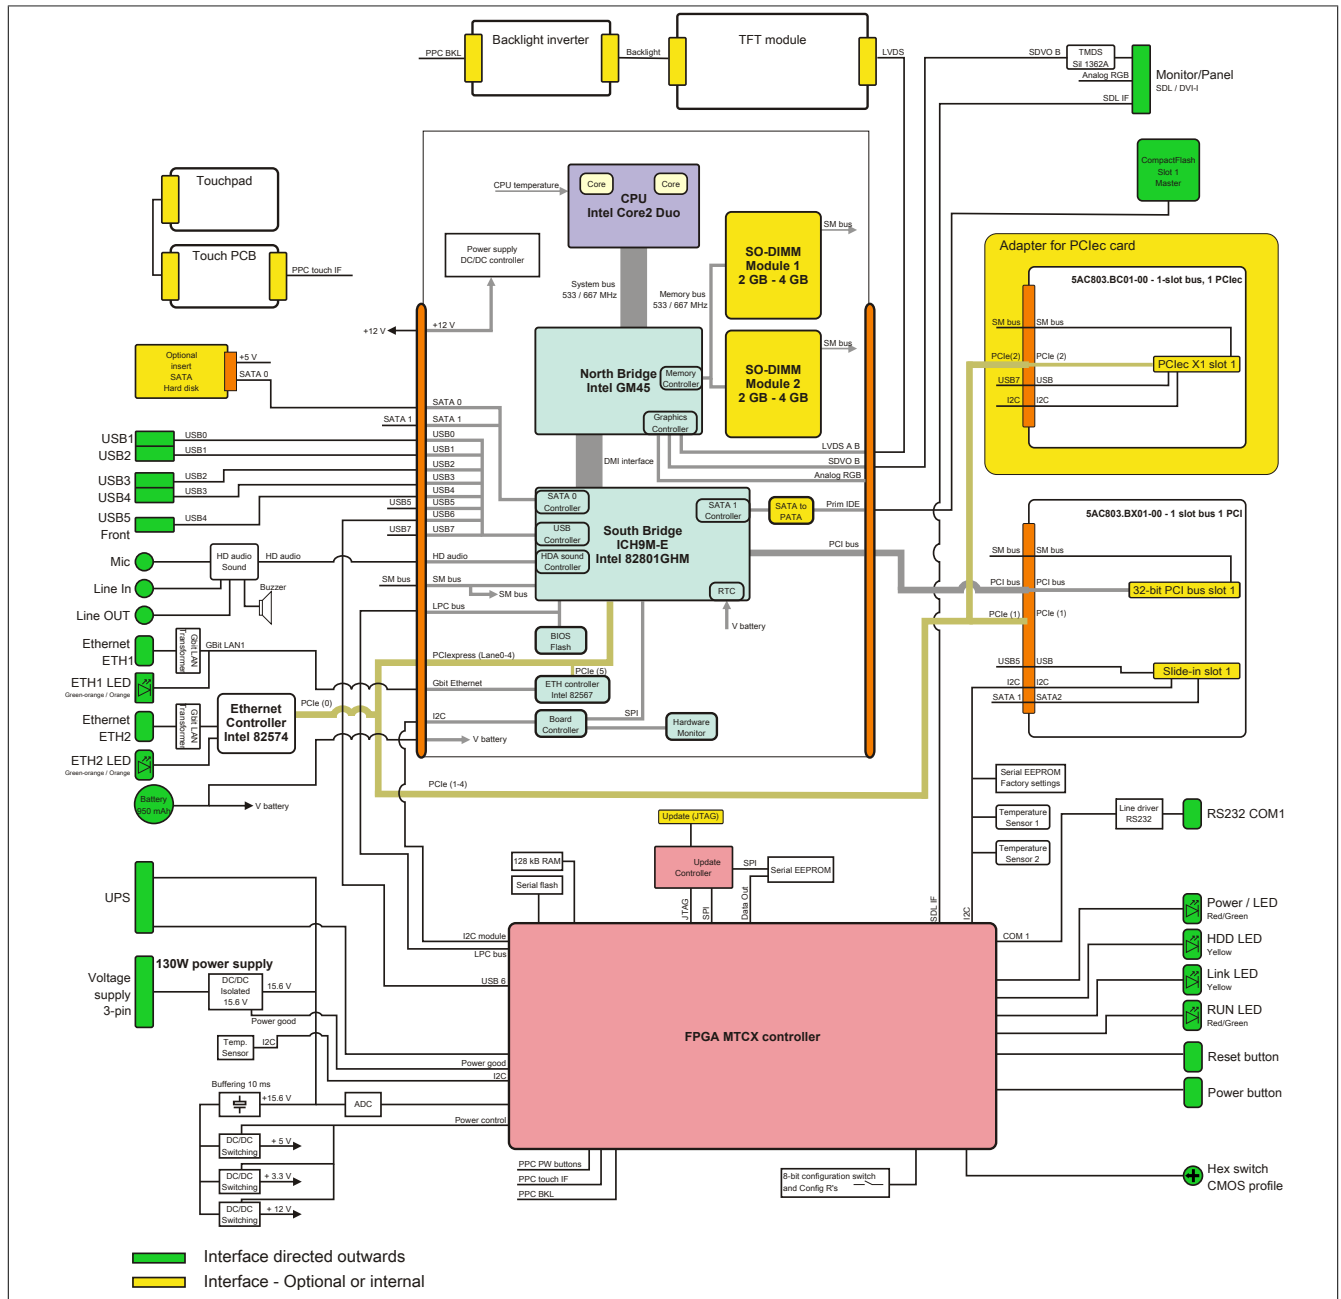 Backlight inverter
TFT module
PPC BKL
Backlight
LVDS
SDVO B
TMDS
Sil 1362A
Analog RGB
SDL IF
Monitor/Panel
SDL / DVI-I
CompactFlash
Slot 1
Master
Touchpad
Touch PCB
PPC touch IF
CPU temperature
Core
Core
CPU
Intel Core2 Duo
Power supply
DC/DC controller
System bus
533 / 667 MHz
Memory bus
533 / 667 MHz
SO-DIMM
Module 1
2 GB - 4 GB
SM bus
SO-DIMM
Module 2
2 GB - 4 GB
SM bus
+12 V
+12 V
North Bridge
Intel GM45
Memory
Controller
Graphics
Controller
DMI interface
LVDS A B
SDVO B
Analog RGB
Adapter for PCIec card
5AC803.BC01-00 - 1-slot bus, 1 PCIec
SM bus
SM bus
PCIe(2)
PCIe (2)
PCIec X1 slot 1
USB7
USB
I2C
I2C
Optional
insert
SATA
Hard disk
+5 V
SATA 0
SATA 0
SATA 1
SATA 1
USB1
USB0
USB0
USB2
USB1
USB1
USB3
USB2
USB2
USB4
USB3
USB3
USB5
Front
USB4
USB4
USB5
USB5
USB6
USB7
USB7
SATA 0
Controller
USB
Controller
HDA sound
Controller
South Bridge
ICH9M-E
Intel 82801GHM
SATA 1
Controller
RTC
SATA to
PATA
Prim IDE
PCI bus
V battery
5AC803.BX01-00 - 1 slot bus 1 PCI
SM bus
SM bus
PCI bus
PCI bus
32-bit PCI bus slot 1
PCIe (1)
PCIe (1)
USB5
USB
Slide-in slot 1
I2C
I2C
SATA 1
SATA2
Mic
Line In
Line OUT
HD audio
Sound
HD audio
Buzzer
HD audio
SM bus
SM bus
SM bus
LPC bus
BIOS
Flash
Ethernet
ETH1
Gbit LAN
Transformer
GBit LAN1
ETH1 LED
Green-orange / Orange
Ethernet
ETH2
Gbit LAN
Transformer
ETH2 LED
Green-orange / Orange
Ethernet
Controller
Intel 82574
PCIe (0)
PCIexpress (Lane0-4)
PCIe (5)
Gbit Ethernet
ETH controller
Intel 82567
I2C
Board
Controller
SPI
Hardware
Monitor
V battery
Battery
950 mAh
V battery
PCIe (1-4)
Serial EEPROM
Factory settings
Temperature
Sensor 1
Temperature
Sensor 2
Line driver
RS232
RS232 COM1
Update (JTAG)
Update
Controller
SPI
Serial EEPROM
128 kB RAM
Serial flash
JTAG
SPI
Data Out
SDL IF
I2C
UPS
I2C module
LPC bus
USB 6
COM 1
Power / LED
Red/Green
HDD LED
Yellow
Link LED
Yellow
RUN LED
Red/Green
Reset button
Power button
Voltage
supply
3-pin
130W power supply
DC/DC
Isolated
15.6 V
15.6 V
Power good
Temp.
Sensor
I2C
FPGA MTCX controller
Power good
I2C
Buffering 10 ms
+15.6 V
ADC
Power control
DC/DC
Switching
+ 5 V
DC/DC
Switching
+ 3.3 V
DC/DC
Switching
+ 12 V
PPC PW buttons
PPC touch IF
PPC BKL
8-bit configuration switch
and Config R's
Hex switch
CMOS profile
Interface directed outwards
Interface - Optional or internal